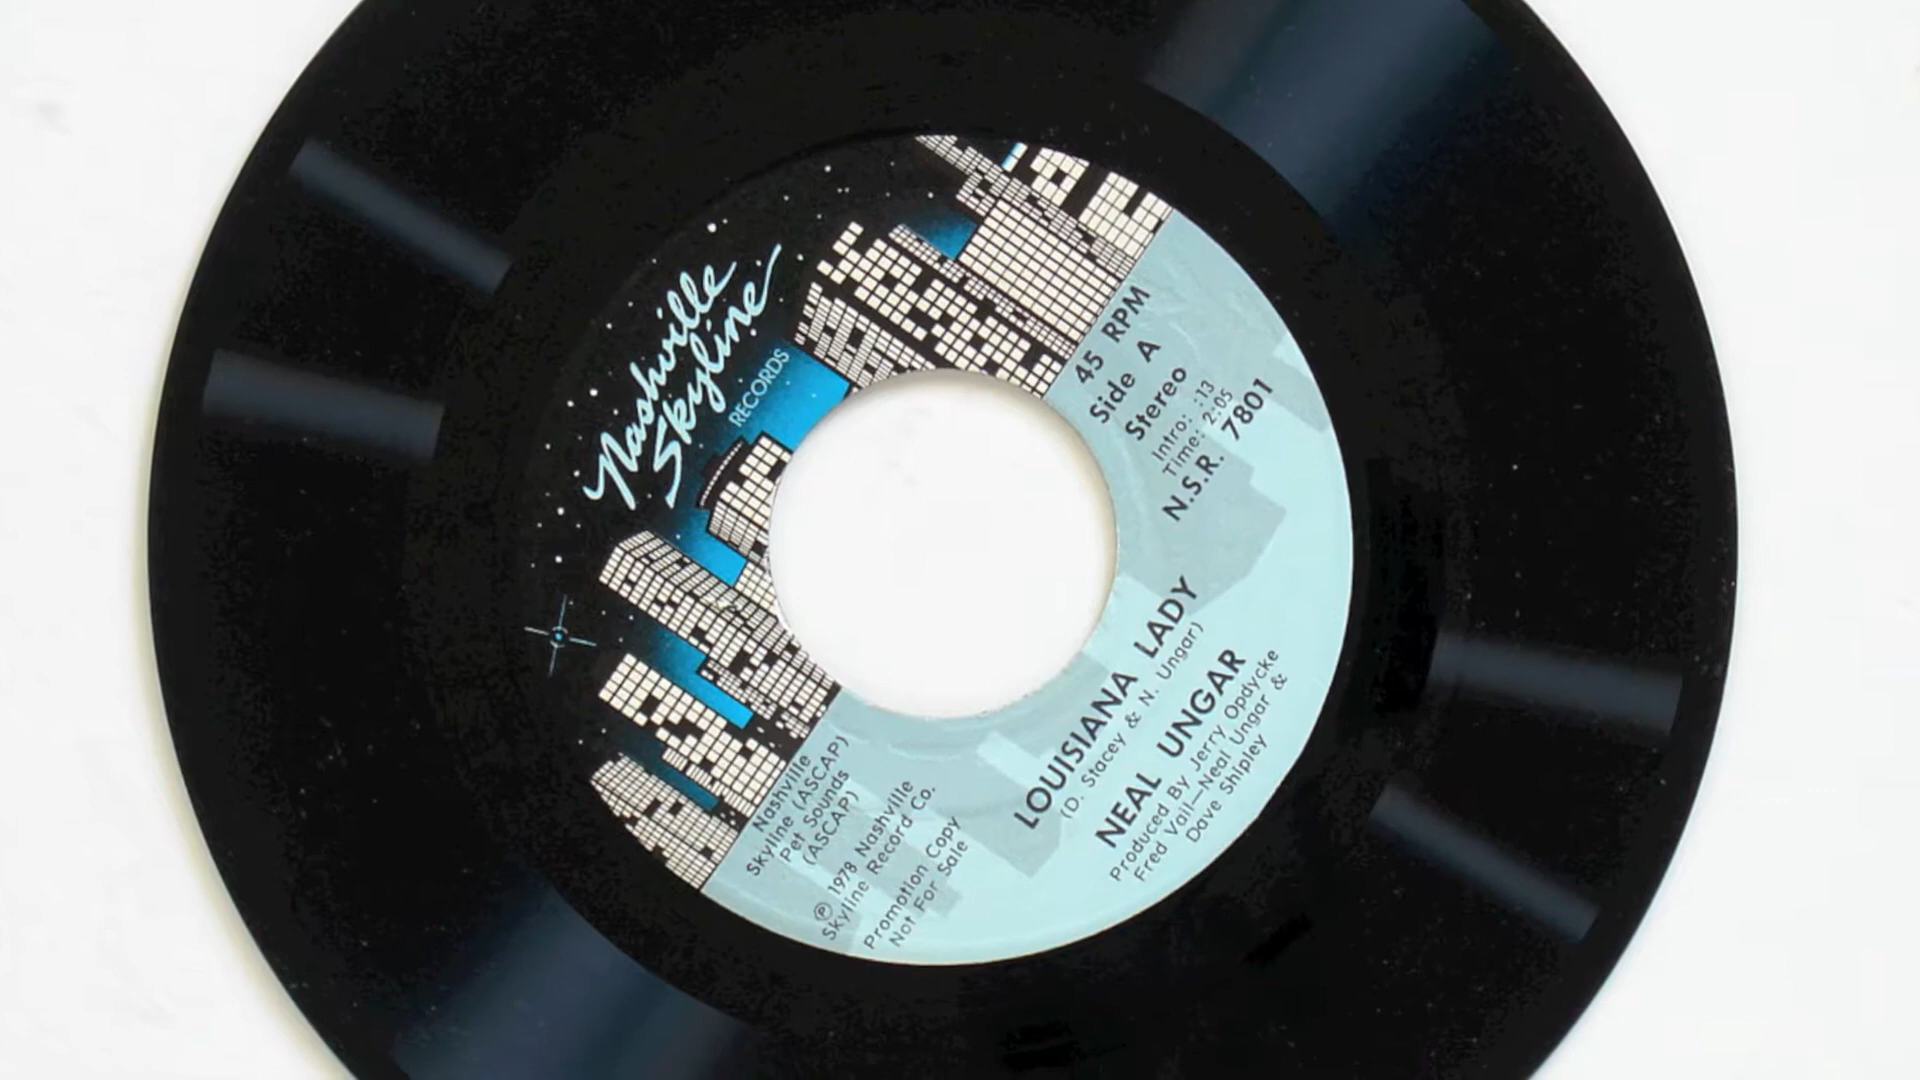 Nashville
Skyline
RECORDS
45 RPM
Side A
Stereo
Intro: :13
Time: 2:05
N.S.R. 7801
Nashville
Skyline (ASCAP)
Pet Sounds
(ASCAP)
℗ 1978 Nashville
Skyline Record Co.
Promotion Copy
Not For Sale
LOUISIANA LADY
(D. Stacey & N. Ungar)
NEAL UNGAR
Produced By Jerry Opdycke
Fred Vail—Neal Ungar &
Dave Shipley